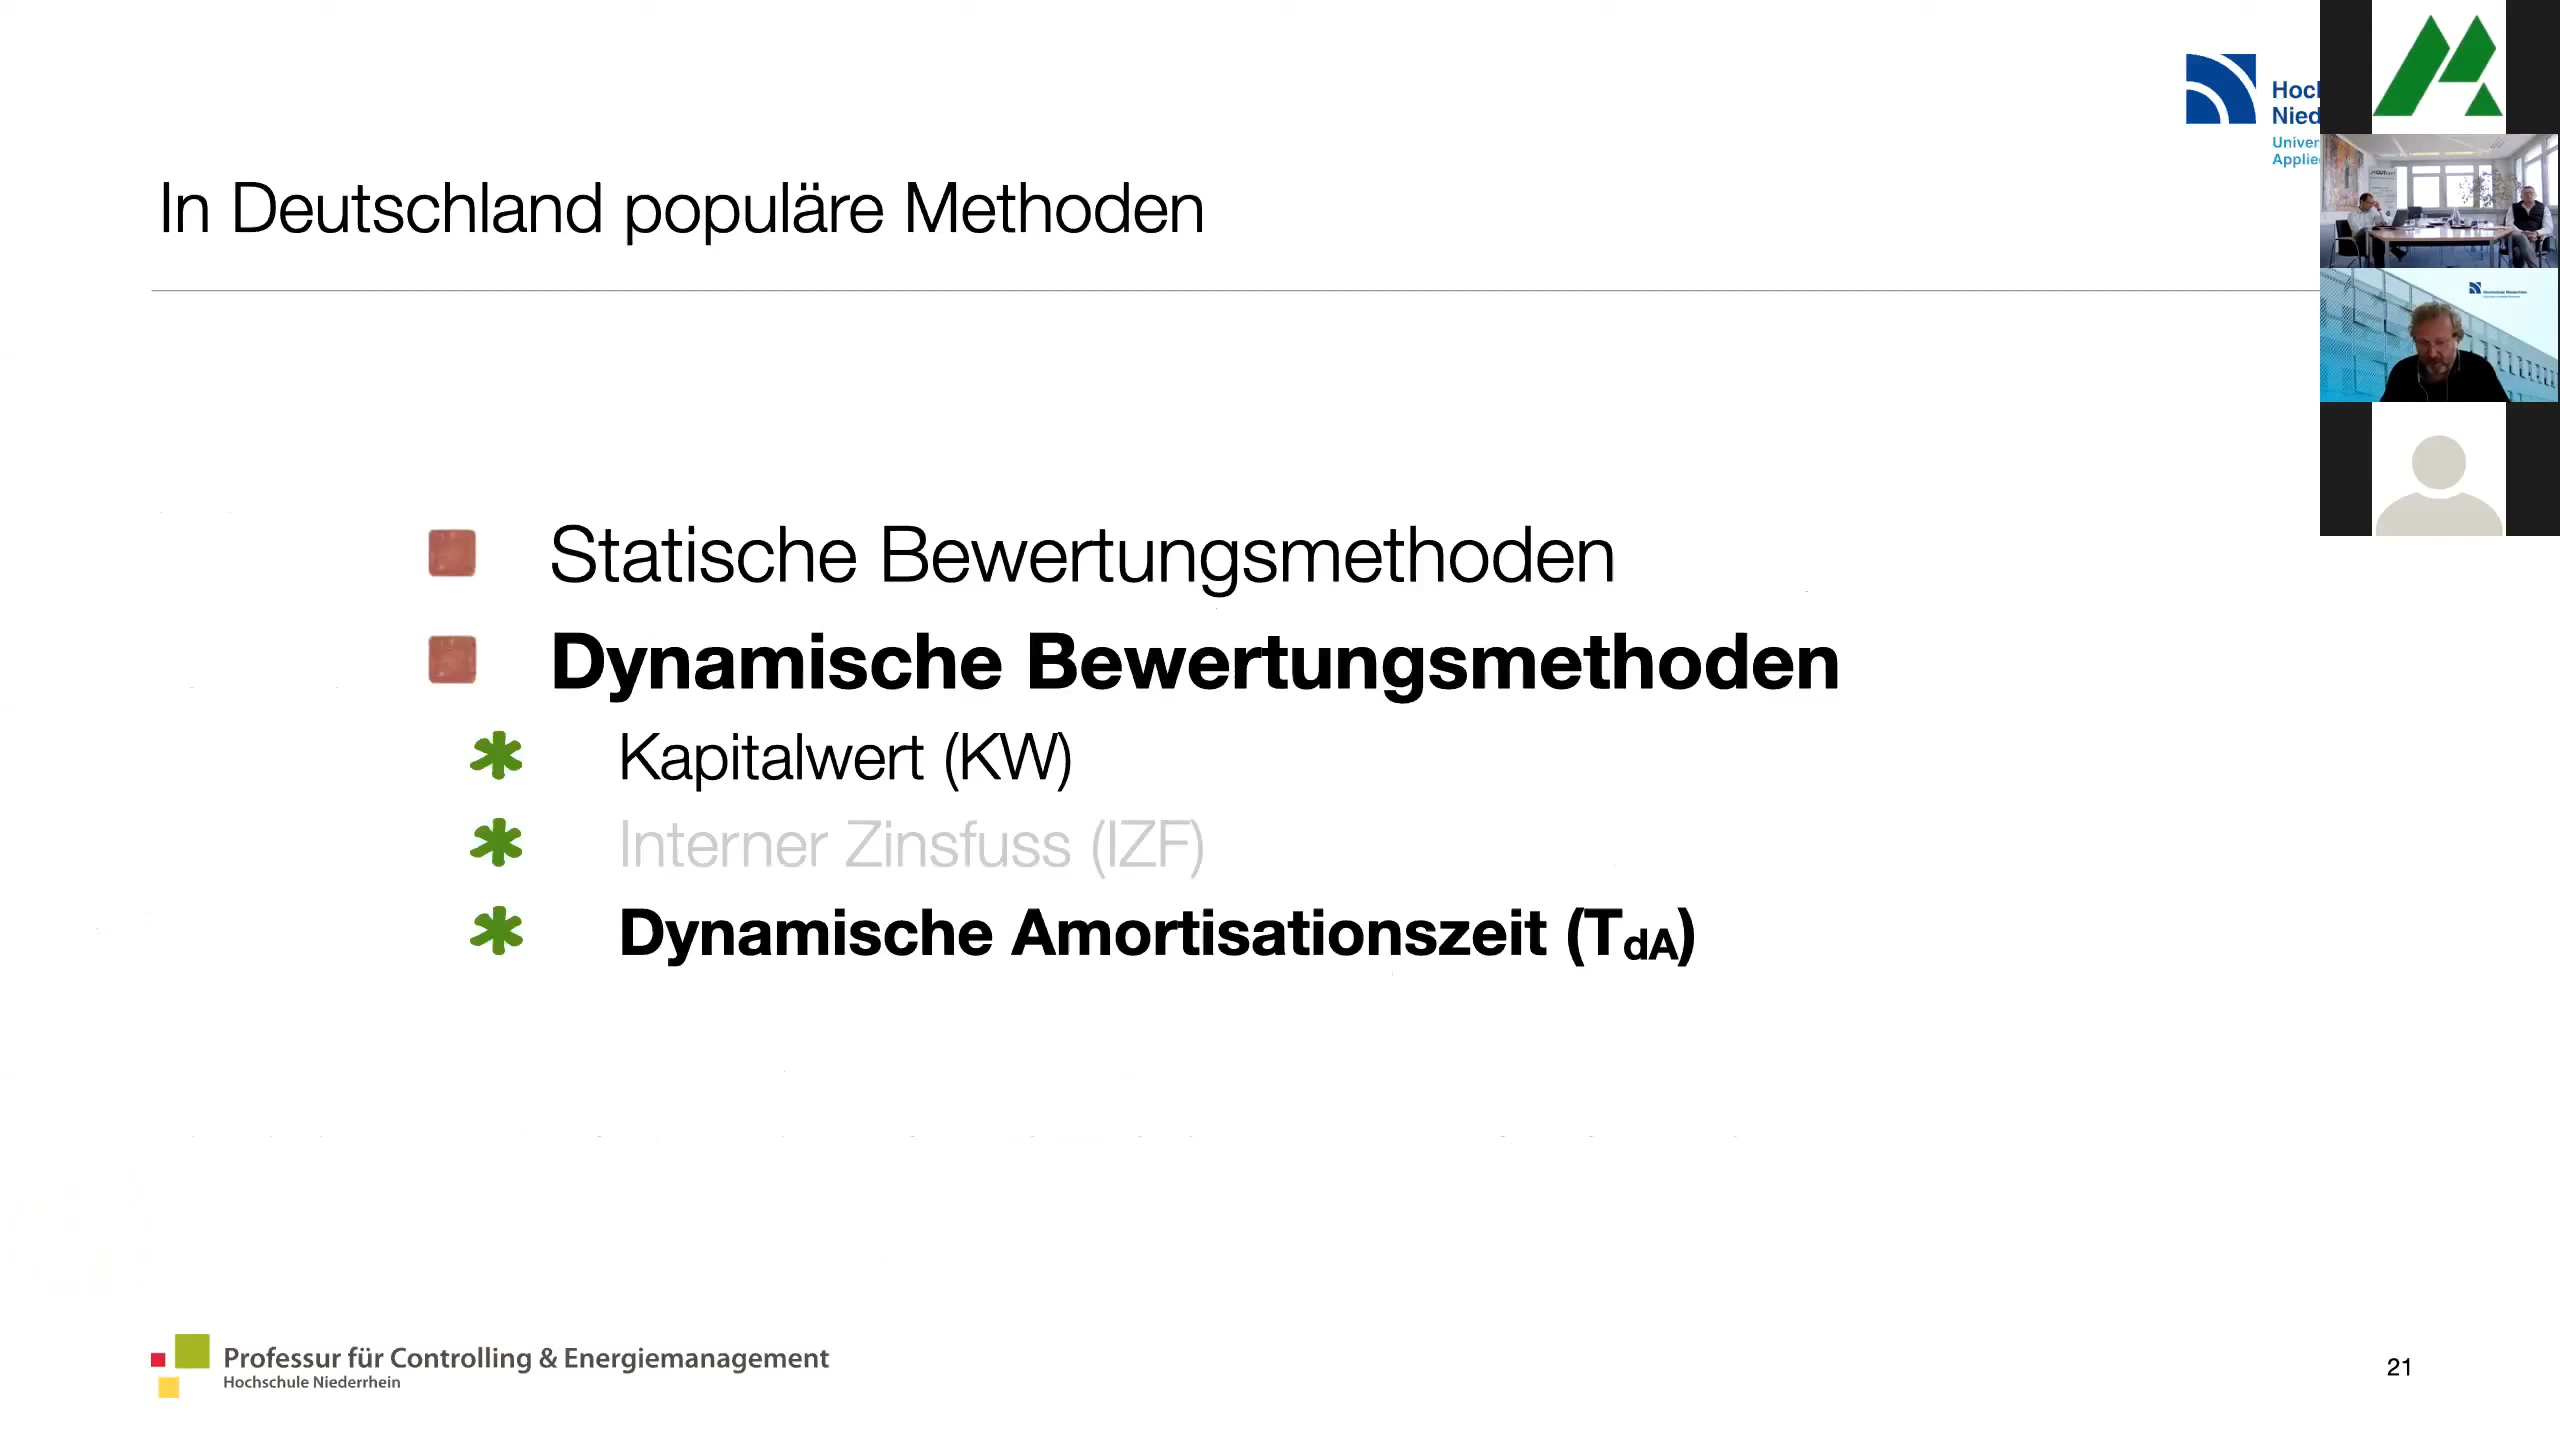 In Deutschland populäre Methoden
Statische Bewertungsmethoden
Dynamische Bewertungsmethoden
Kapitalwert (KW)
Interner Zinsfuss (IZF)
Dynamische Amortisationszeit (TdA)
Professur für Controlling & Energiemanagement
Hochschule Niederrhein
21